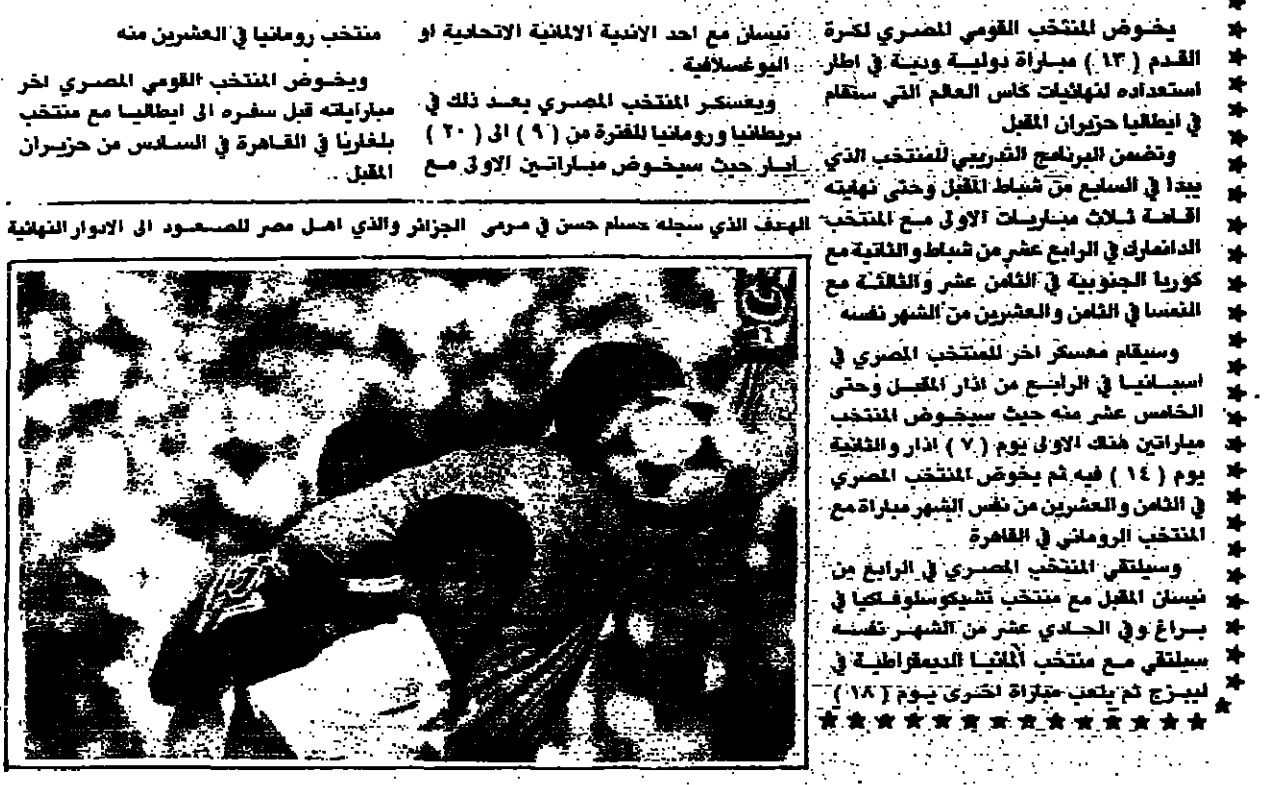 يخوض المنتخب القومي المصري لكرة
القدم ( ١٣ ) مباراة دولية ودية في اطار
استعداده لنهائيات كاس العالم التي ستقام
في ايطاليا حزيران المقبل
وتضمن البرنامج التدريبي للمنتخب الذي
يبدا في السابع من شباط المقبل وحتى نهايته
اقامة ثلاث مباريات الاولى مع المنتخب
الدانمارك في الرابع عشر من شباط والثانية مع
كوريا الجنوبية في الثامن عشر والثالثة مع
النمسا في الثامن والعشرين من الشهر نفسه
وسيقام معسكر اخر للمنتخب المصري في
اسبانيا في الرابع من اذار المقبل وحتى
الخامس عشر منه حيث سيخوض المنتخب
مباراتين هناك الاولى يوم ( ٧ ) اذار والثانية
يوم ( ١٤ ) فيه ثم يخوض المنتخب المصري
في الثامن والعشرين من نفس الشهر مباراة مع
المنتخب الروماني في القاهرة
وسيلتقي المنتخب المصري في الرابع من
نيسان المقبل مع منتخب تشيكوسلوفاكيا في
براغ وفي الحادي عشر من الشهر نفسه
سيلتقي مع منتخب المانيا الديمقراطية في
ليبزج ثم يلعب مباراة اخرى يوم ( ١٨ )
نيسان مع احد الاندية الالمانية الاتحادية او
اليوغسلافية .
ويعسكر المنتخب المصري بعد ذلك في
بريطانيا ورومانيا للفترة من ( ٩ ) الى ( ٢٠ )
أيار حيث سيخوض مباراتين الاولى مع
منتخب رومانيا في العشرين منه
ويخوض المنتخب القومي المصري اخر
مباراياته قبل سفره الى ايطاليا مع منتخب
بلغاريا في القاهرة في السادس من حزيران
المقبل .
الهدف الذي سجله حسام حسن في مرمى الجزائر والذي اهل مصر للصعود الى الادوار النهائية